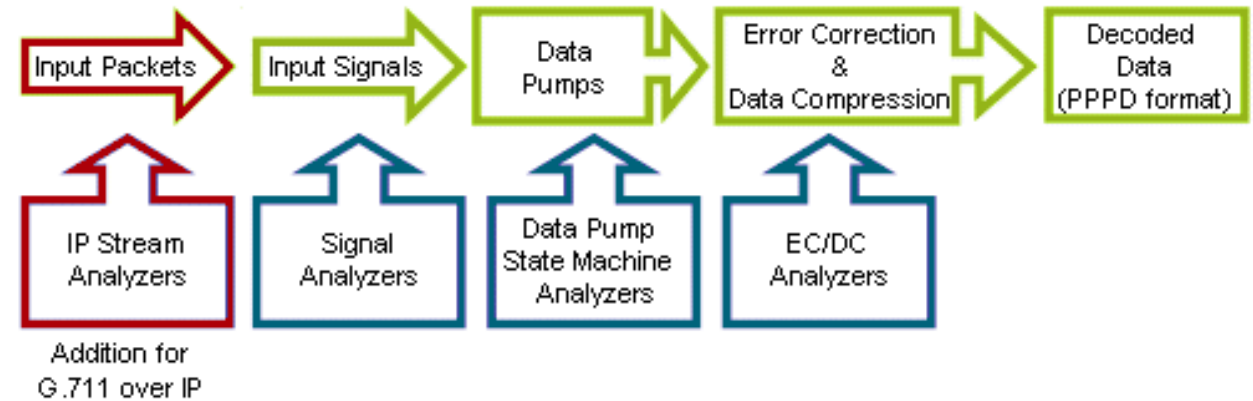 Input Packets
Input Signals
Data
Pumps
Error Correction
&
Data Compression
Decoded
Data
(PPPD format)
IP Stream
Analyzers
Signal
Analyzers
Data Pump
State Machine
Analyzers
EC/DC
Analyzers
Addition for
G.711 over IP